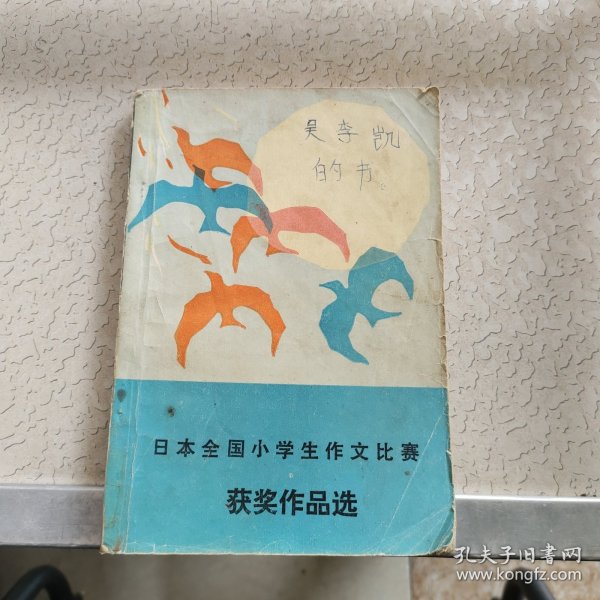 吴李凯
的书。
日本全国小学生作文比赛
获奖作品选
孔夫子旧书网
www.kongfz.com